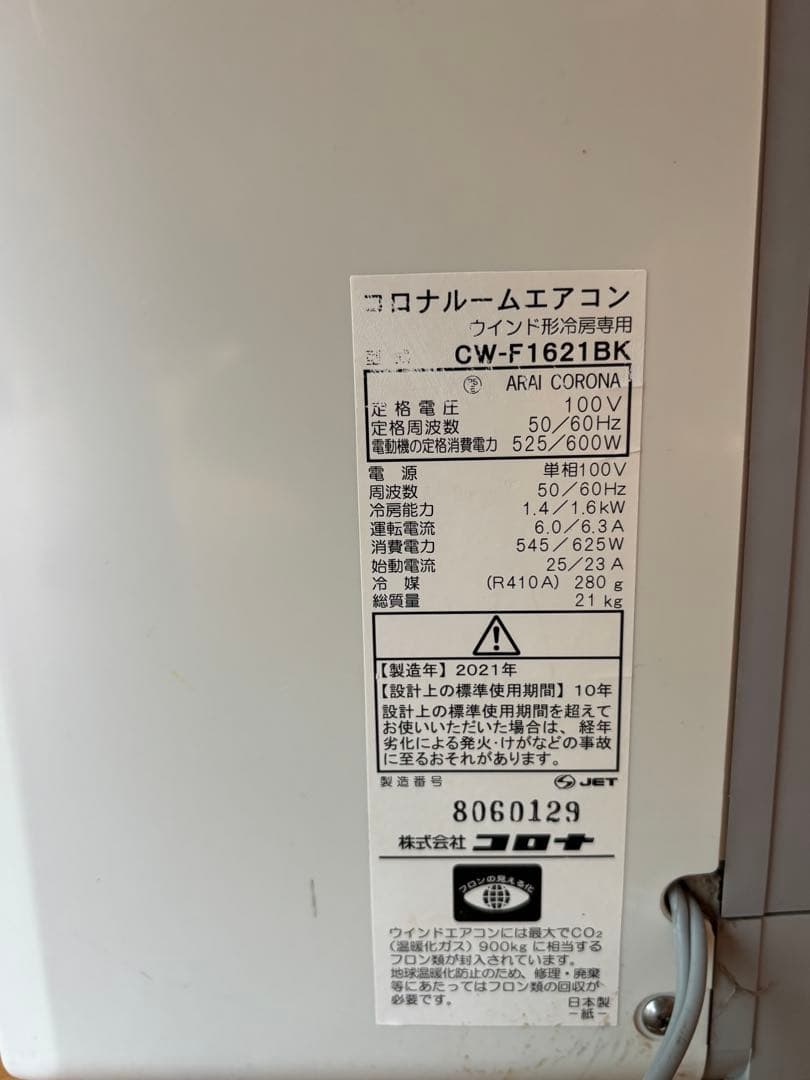 コロナルームエアコン
ウインド形冷房専用
型式 CW-F1621BK
ARAI CORONA
定格電圧 100V
定格周波数 50/60Hz
電動機の定格消費電力 525/600W
電源 単相100V
周波数 50/60Hz
冷房能力 1.4/1.6kW
運転電流 6.0/6.3A
消費電力 545/625W
始動電流 25/23A
冷媒 (R410A) 280g
総質量 21kg
【製造年】2021年
【設計上の標準使用期間】10年
設計上の標準使用期間を超えて
お使いいただいた場合は、経年
劣化による発火・けがなどの事故
に至るおそれがあります。
製造番号 JET
8060129
株式会社 コロナ
フロンの見える化
ウインドエアコンには最大でCO₂
(温暖化ガス) 900kgに相当する
フロン類が封入されています。
地球温暖化防止のため、修理・廃棄
等にあたってはフロン類の回収が
必要です。
日本製
-紙-